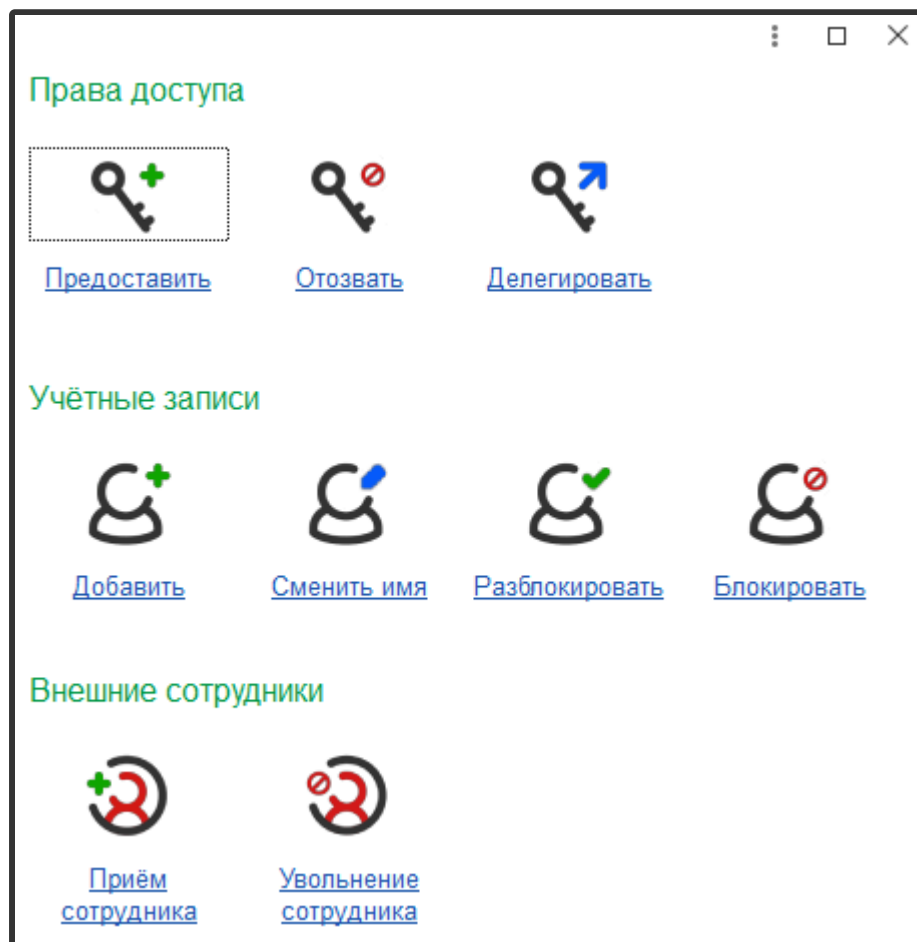 Права доступа
Предоставить Отозвать Делегировать
Учётные записи
Добавить Сменить имя Разблокировать Блокировать
Внешние сотрудники
Приём Увольнение
сотрудника сотрудника